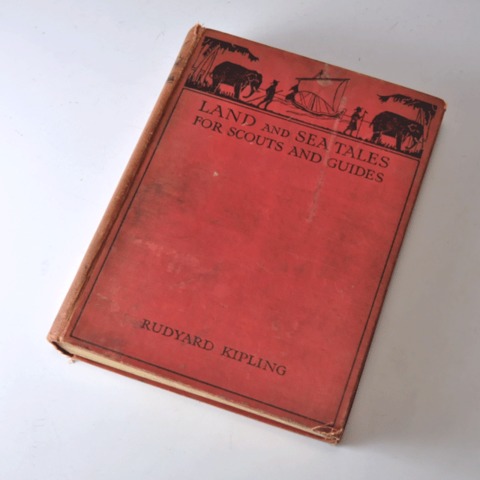 LAND AND SEA TALES
FOR SCOUTS AND GUIDES
RUDYARD KIPLING